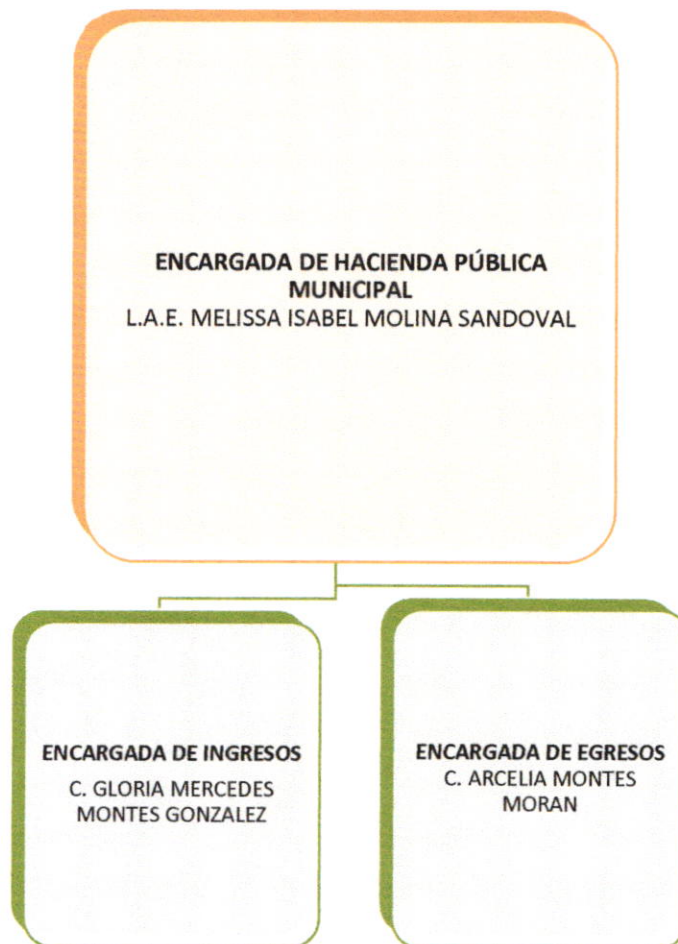 ENCARGADA DE HACIENDA PÚBLICA
MUNICIPAL
L.A.E. MELISSA ISABEL MOLINA SANDOVAL
ENCARGADA DE INGRESOS
C. GLORIA MERCEDES
MONTES GONZALEZ
ENCARGADA DE EGRESOS
C. ARCELIA MONTES
MORAN